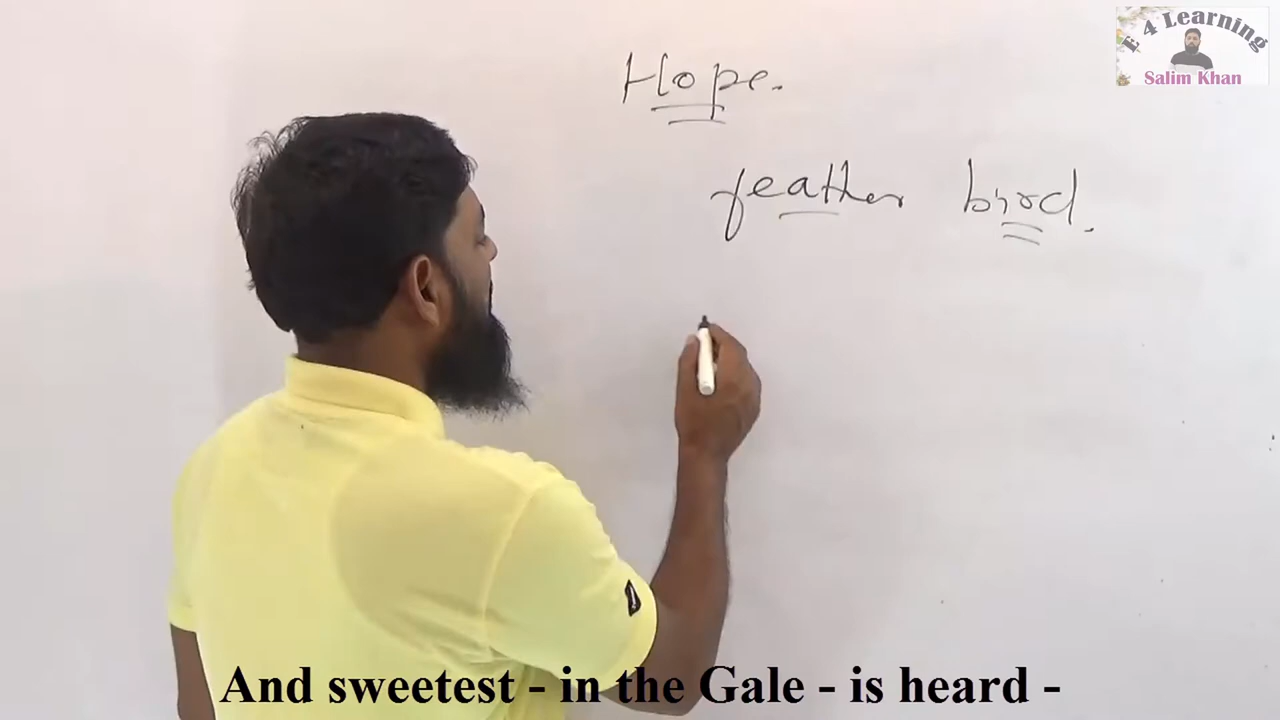 E 4 Learning
Salim Khan
Hope.
feather bird.
And sweetest - in the Gale - is heard -